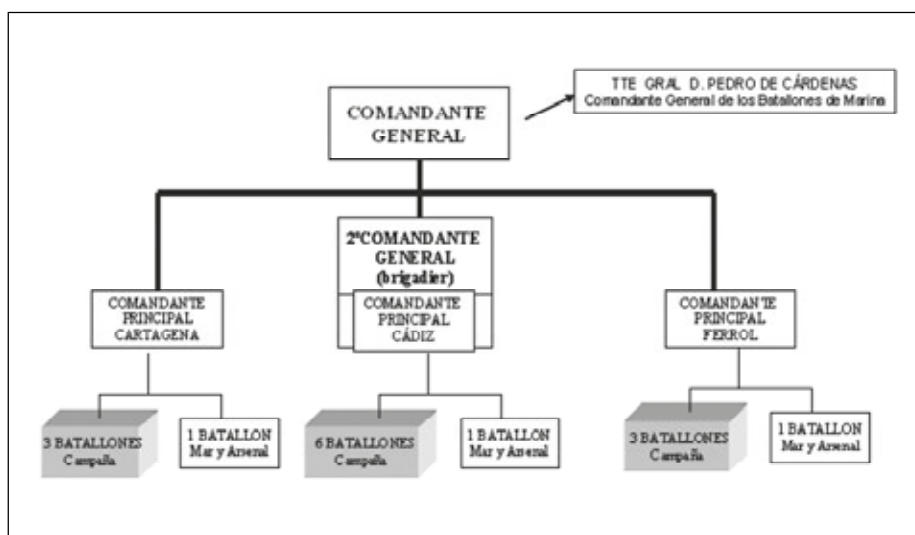 TTE GRAL D. PEDRO DE CÁRDENAS
Comandante General de los Batallones de Marina
COMANDANTE
GENERAL
2ºCOMANDANTE
GENERAL
(brigadier)
COMANDANTE
PRINCIPAL
CARTAGENA
COMANDANTE
PRINCIPAL
CÁDIZ
COMANDANTE
PRINCIPAL
FERROL
3 BATALLONES
Campaña
1 BATALLON
Mar y Arsenal
6 BATALLONES
Campaña
1 BATALLON
Mar y Arsenal
3 BATALLONES
Campaña
1 BATALLON
Mar y Arsenal